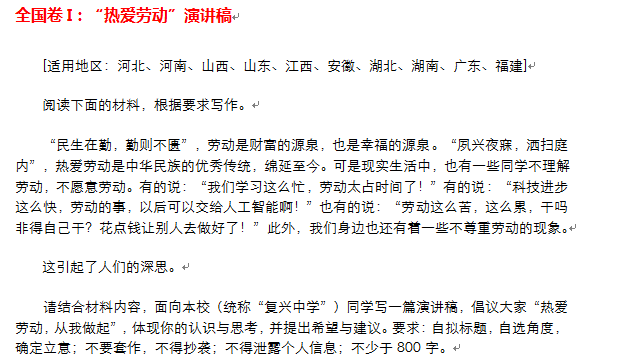 全国卷 I：“热爱劳动”演讲稿
[适用地区：河北、河南、山西、山东、江西、安徽、湖北、湖南、广东、福建]
阅读下面的材料，根据要求写作。
“民生在勤，勤则不匮”，劳动是财富的源泉，也是幸福的源泉。“夙兴夜寐，洒扫庭
内”，热爱劳动是中华民族的优秀传统，绵延至今。可是现实生活中，也有一些同学不理解
劳动，不愿意劳动。有的说：“我们学习这么忙，劳动太占时间了！”有的说：“科技进步
这么快，劳动的事，以后可以交给人工智能啊！”也有的说：“劳动这么苦，这么累，干吗
非得自己干？花点钱让别人去做好了！”此外，我们身边也还有着一些不尊重劳动的现象。
这引起了人们的深思。
请结合材料内容，面向本校（统称“复兴中学”）同学写一篇演讲稿，倡议大家“热爱
劳动，从我做起”，体现你的认识与思考，并提出希望与建议。要求：自拟标题，自选角度，
确定立意；不要套作，不得抄袭；不得泄露个人信息；不少于 800 字。